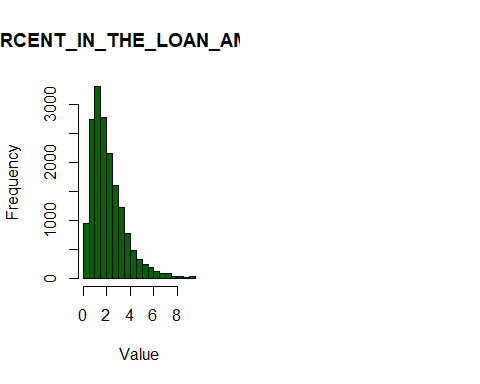 RCENT_IN_THE_LOAN_AM
Frequency
3000
2000
1000
0
0 2 4 6 8
Value